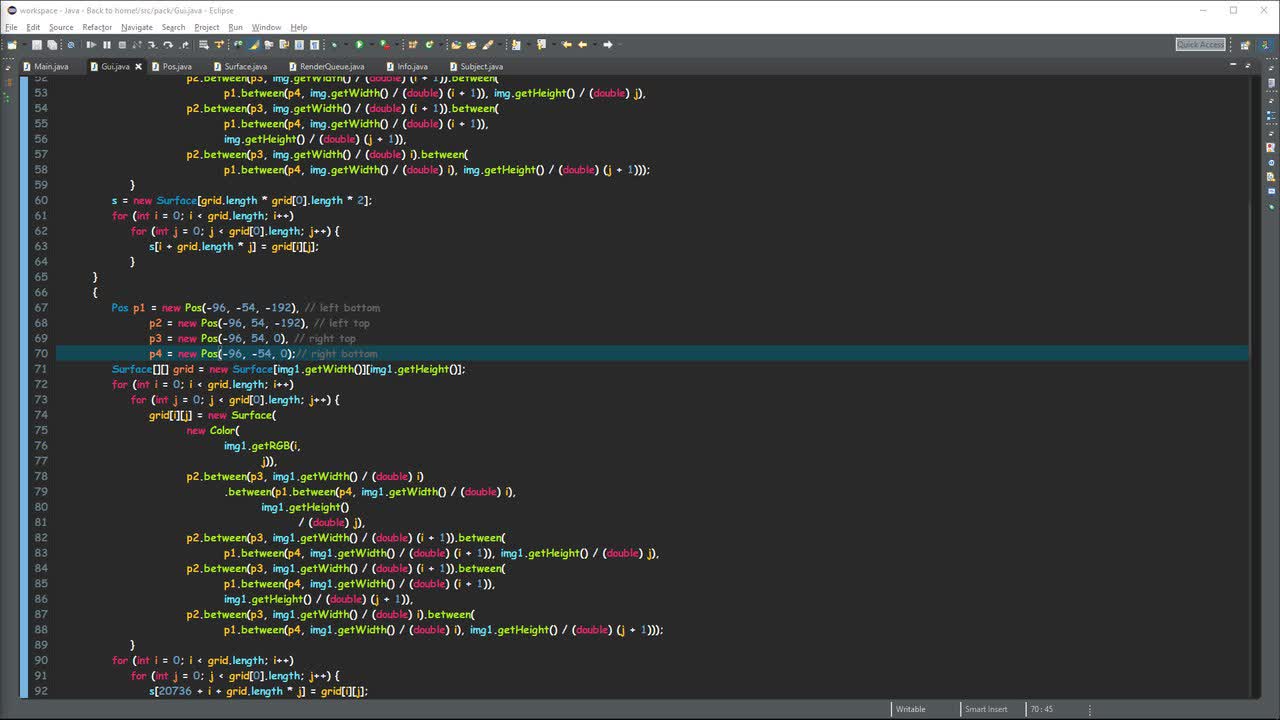 workspace - Java - Back to home!/src/pack/Gui.java - Eclipse
File Edit Source Refactor Navigate Search Project Run Window Help
Quick Access
Main.java Gui.java Pos.java Surface.java RenderQueue.java Info.java Subject.java
52 p2.between(p3, img.getWidth() / (double) (i + 1)).between(
53 p1.between(p4, img.getWidth() / (double) (i + 1)), img.getHeight() / (double) j),
54 p2.between(p3, img.getWidth() / (double) (i + 1)).between(
55 p1.between(p4, img.getWidth() / (double) (i + 1)),
56 img.getHeight() / (double) (j + 1)),
57 p2.between(p3, img.getWidth() / (double) i).between(
58 p1.between(p4, img.getWidth() / (double) i), img.getHeight() / (double) (j + 1)));
59 }
60 s = new Surface[grid.length * grid[0].length * 2];
61 for (int i = 0; i < grid.length; i++)
62 for (int j = 0; j < grid[0].length; j++) {
63 s[i + grid.length * j] = grid[i][j];
64 }
65 }
66 {
67 Pos p1 = new Pos(-96, -54, -192), // left bottom
68 p2 = new Pos(-96, 54, -192), // left top
69 p3 = new Pos(-96, 54, 0), // right top
70 p4 = new Pos(-96, -54, 0);// right bottom
71 Surface[][] grid = new Surface[img1.getWidth()][img1.getHeight()];
72 for (int i = 0; i < grid.length; i++)
73 for (int j = 0; j < grid[0].length; j++) {
74 grid[i][j] = new Surface(
75 new Color(
76 img1.getRGB(i,
77 j)),
78 p2.between(p3, img1.getWidth() / (double) i)
79 .between(p1.between(p4, img1.getWidth() / (double) i),
80 img1.getHeight()
81 / (double) j),
82 p2.between(p3, img1.getWidth() / (double) (i + 1)).between(
83 p1.between(p4, img1.getWidth() / (double) (i + 1)), img1.getHeight() / (double) j),
84 p2.between(p3, img1.getWidth() / (double) (i + 1)).between(
85 p1.between(p4, img1.getWidth() / (double) (i + 1)),
86 img1.getHeight() / (double) (j + 1)),
87 p2.between(p3, img1.getWidth() / (double) i).between(
88 p1.between(p4, img1.getWidth() / (double) i), img1.getHeight() / (double) (j + 1)));
89 }
90 for (int i = 0; i < grid.length; i++)
91 for (int j = 0; j < grid[0].length; j++) {
92 s[20736 + i + grid.length * j] = grid[i][j];
Writable Smart Insert 70 : 45